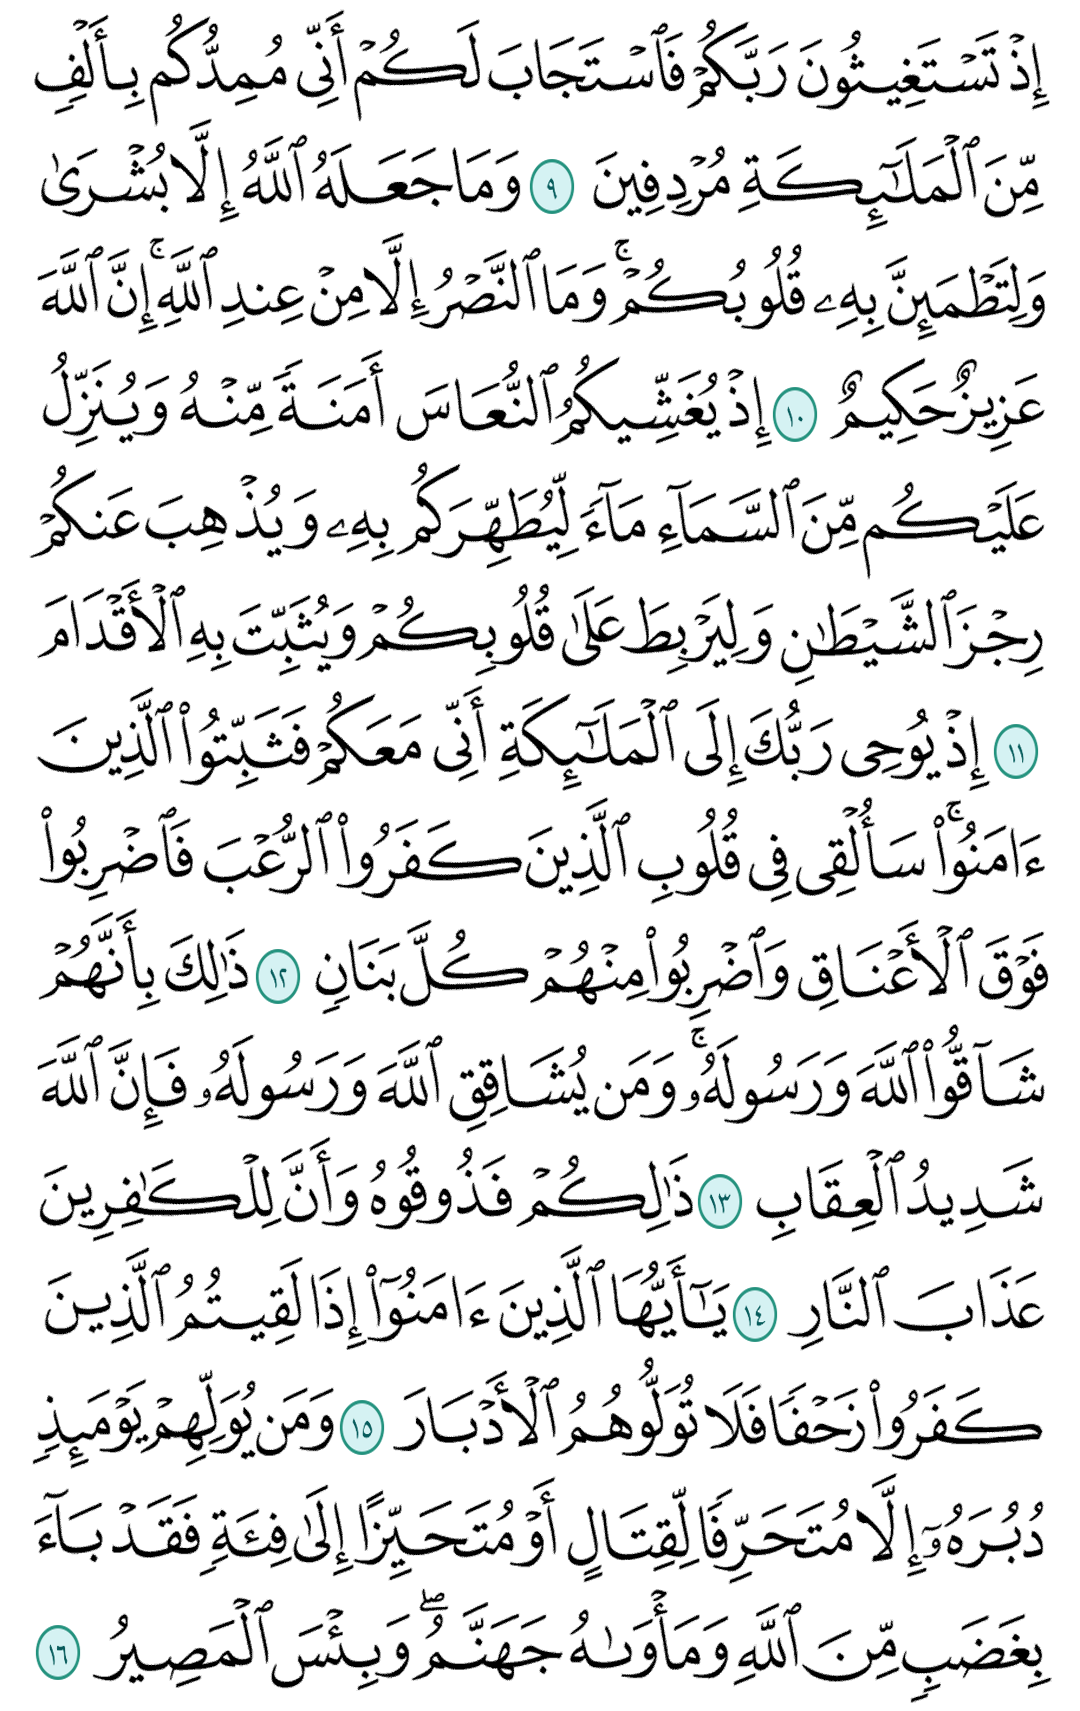 إِذۡ تَسۡتَغِيثُونَ رَبَّكُمۡ فَٱسۡتَجَابَ لَكُمۡ أَنِّي مُمِدُّكُم بِأَلۡفٖ
مِّنَ ٱلۡمَلَٰٓئِكَةِ مُرۡدِفِينَ ٩ وَمَا جَعَلَهُ ٱللَّهُ إِلَّا بُشۡرَىٰ
وَلِتَطۡمَئِنَّ بِهِۦ قُلُوبُكُمۡۚ وَمَا ٱلنَّصۡرُ إِلَّا مِنۡ عِندِ ٱللَّهِۚ إِنَّ ٱللَّهَ
عَزِيزٌ حَكِيمٌ ١٠ إِذۡ يُغَشِّيكُمُ ٱلنُّعَاسَ أَمَنَةٗ مِّنۡهُ وَيُنَزِّلُ
عَلَيۡكُم مِّنَ ٱلسَّمَآءِ مَآءٗ لِّيُطَهِّرَكُم بِهِۦ وَيُذۡهِبَ عَنكُمۡ
رِجۡزَ ٱلشَّيۡطَٰنِ وَلِيَرۡبِطَ عَلَىٰ قُلُوبِكُمۡ وَيُثَبِّتَ بِهِ ٱلۡأَقۡدَامَ
١١ إِذۡ يُوحِي رَبُّكَ إِلَى ٱلۡمَلَٰٓئِكَةِ أَنِّي مَعَكُمۡ فَثَبِّتُواْ ٱلَّذِينَ
ءَامَنُواْۚ سَأُلۡقِي فِي قُلُوبِ ٱلَّذِينَ كَفَرُواْ ٱلرُّعۡبَ فَٱضۡرِبُواْ
فَوۡقَ ٱلۡأَعۡنَاقِ وَٱضۡرِبُواْ مِنۡهُمۡ كُلَّ بَنَانٖ ١٢ ذَٰلِكَ بِأَنَّهُمۡ
شَآقُّواْ ٱللَّهَ وَرَسُولَهُۥۚ وَمَن يُشَاقِقِ ٱللَّهَ وَرَسُولَهُۥ فَإِنَّ ٱللَّهَ
شَدِيدُ ٱلۡعِقَابِ ١٣ ذَٰلِكُمۡ فَذُوقُوهُ وَأَنَّ لِلۡكَٰفِرِينَ
عَذَابَ ٱلنَّارِ ١٤ يَٰٓأَيُّهَا ٱلَّذِينَ ءَامَنُوٓاْ إِذَا لَقِيتُمُ ٱلَّذِينَ
كَفَرُواْ زَحۡفٗا فَلَا تُوَلُّوهُمُ ٱلۡأَدۡبَارَ ١٥ وَمَن يُوَلِّهِمۡ يَوۡمَئِذٖ
دُبُرَهُۥٓ إِلَّا مُتَحَرِّفٗا لِّقِتَالٍ أَوۡ مُتَحَيِّزًا إِلَىٰ فِئَةٖ فَقَدۡ بَآءَ
بِغَضَبٖ مِّنَ ٱللَّهِ وَمَأۡوَىٰهُ جَهَنَّمُۖ وَبِئۡسَ ٱلۡمَصِيرُ ١٦